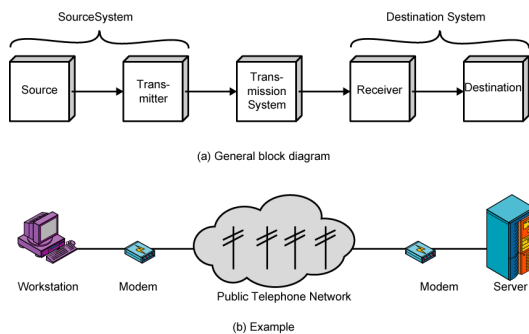 SourceSystem
Destination System
Source
Trans-
mitter
Trans-
mission
System
Receiver
Destination
(a) General block diagram
Workstation
Modem
Public Telephone Network
Modem
Server
(b) Example